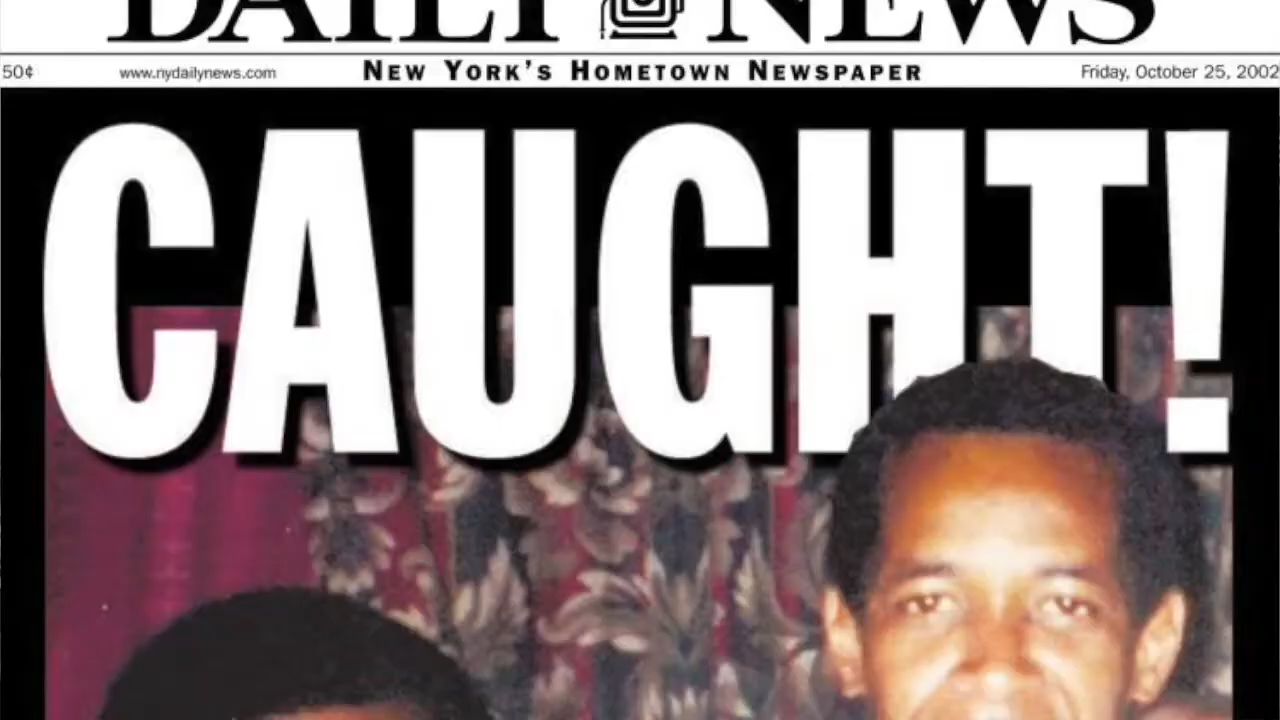 DAILY NEWS
50¢ www.nydailynews.com NEW YORK'S HOMETOWN NEWSPAPER Friday, October 25, 2002
CAUGHT!